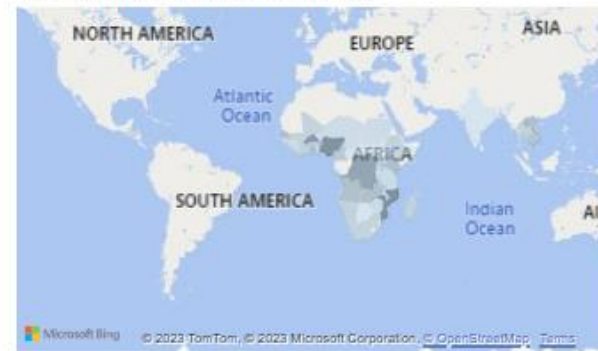 NORTH AMERICA
EUROPE
ASIA
Atlantic
Ocean
AFRICA
SOUTH AMERICA
Indian
Ocean
Microsoft Bing
© 2023 TomTom, © 2023 Microsoft Corporation, © OpenStreetMap Terms